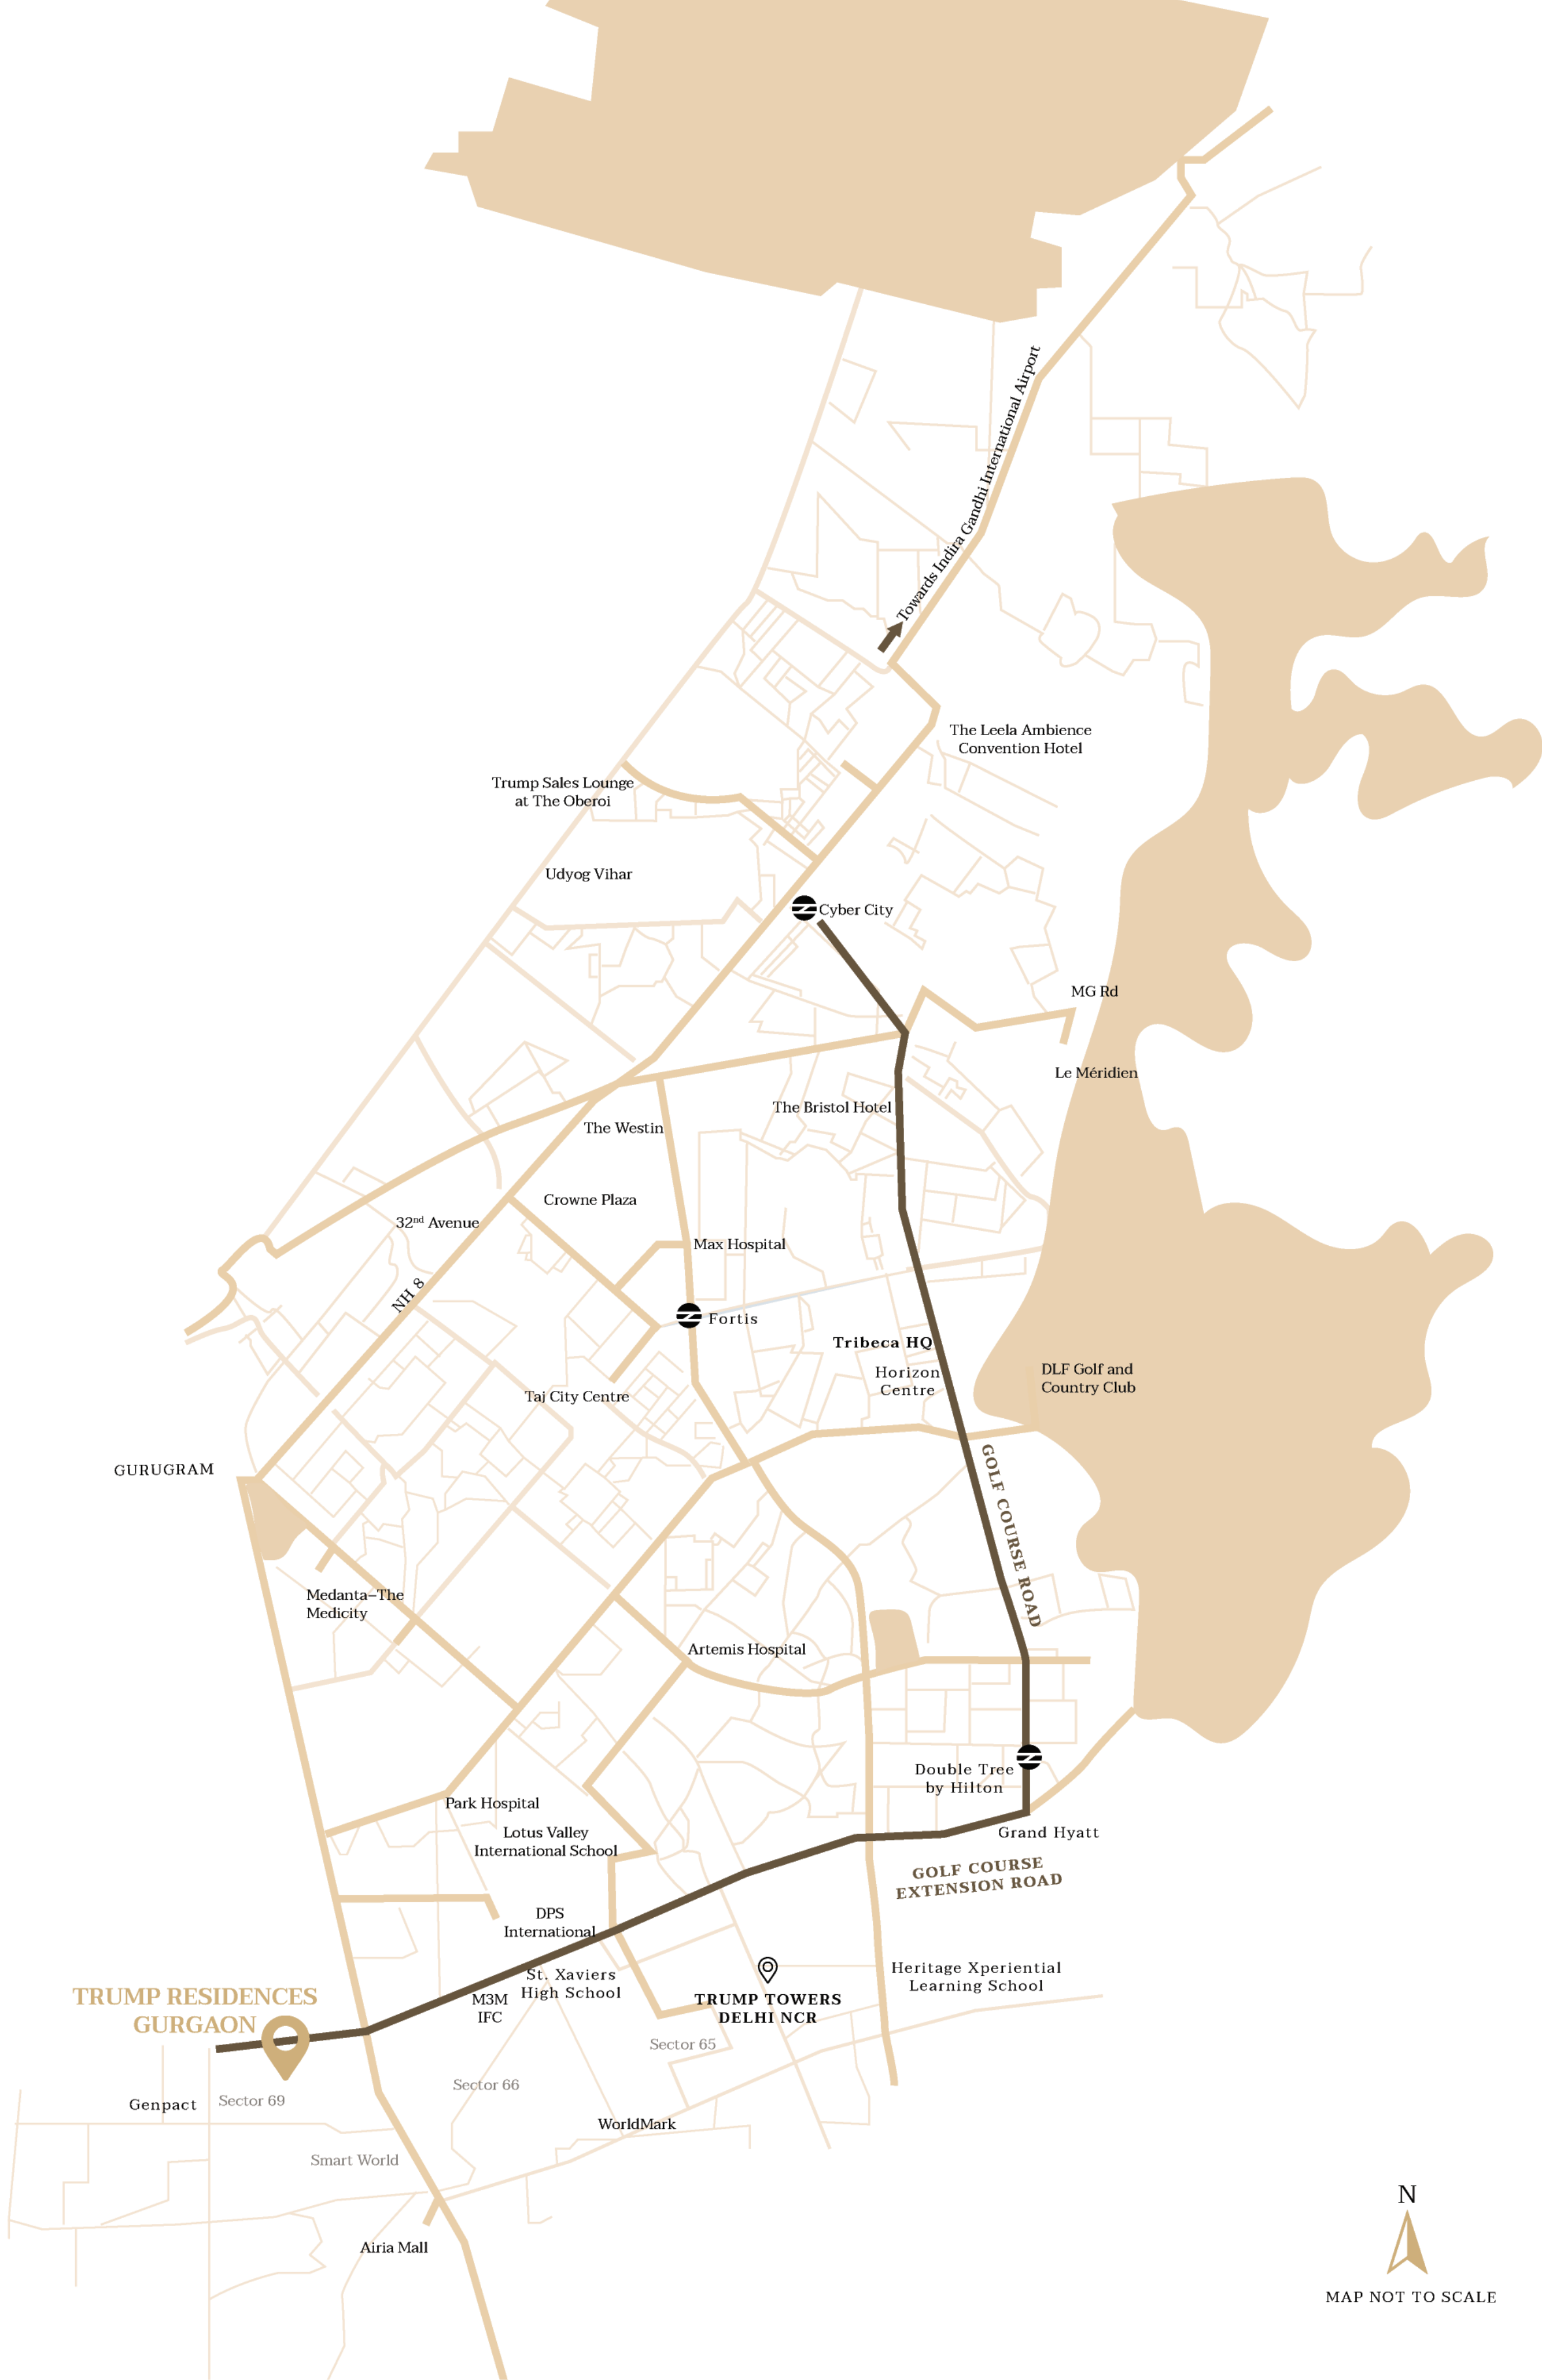 Towards Indira Gandhi International Airport
The Leela Ambience
Convention Hotel
Trump Sales Lounge
at The Oberoi
Udyog Vihar
Cyber City
MG Rd
Le Méridien
The Bristol Hotel
The Westin
Crowne Plaza
32nd Avenue
Max Hospital
NH 8
Fortis
Tribeca HQ
Horizon
Centre
DLF Golf and
Country Club
Taj City Centre
GURUGRAM
GOLF COURSE ROAD
Medanta–The
Medicity
Artemis Hospital
Double Tree
by Hilton
Park Hospital
Lotus Valley
International School
Grand Hyatt
GOLF COURSE
EXTENSION ROAD
DPS
International
St. Xaviers
High School
Heritage Xperiential
Learning School
M3M
IFC
TRUMP RESIDENCES
GURGAON
TRUMP TOWERS
DELHI NCR
Sector 65
Sector 66
Sector 69
Genpact
WorldMark
Smart World
Airia Mall
N
MAP NOT TO SCALE